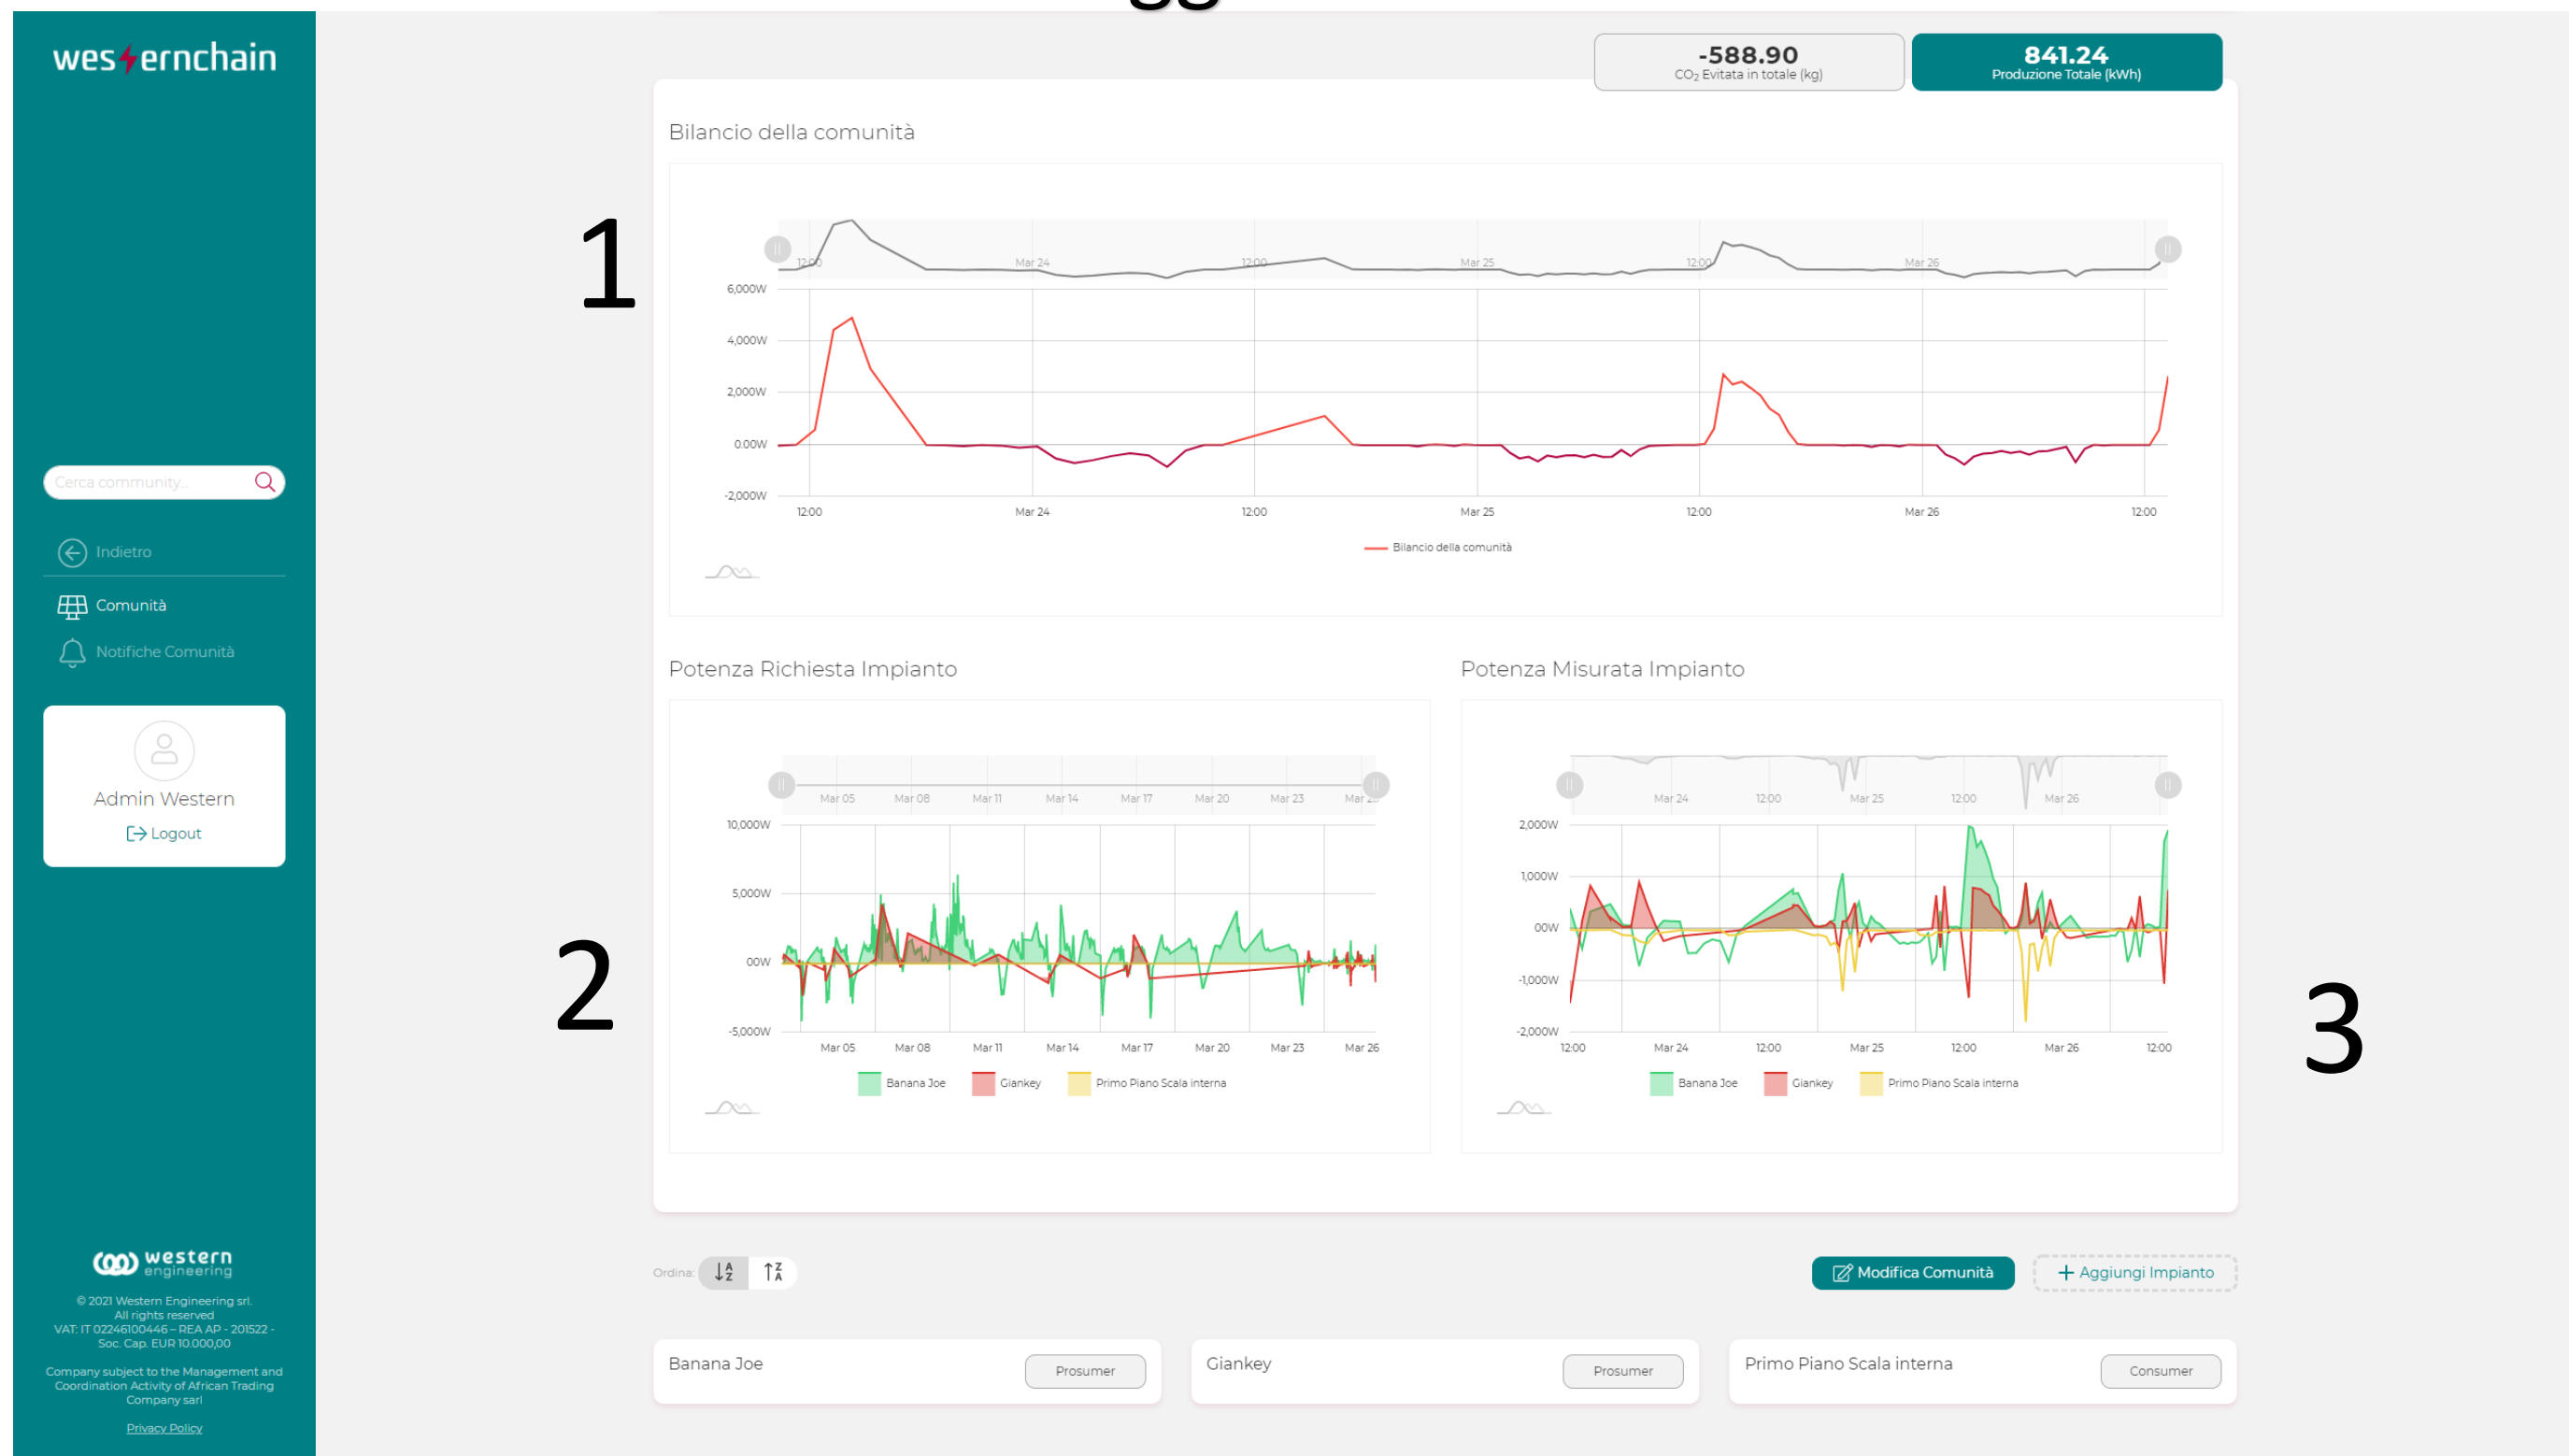 wes ernchain
Cerca community...
Indietro
Comunità
Notifiche Comunità
Admin Western
Logout
western
engineering
© 2021 Western Engineering srl.
All rights reserved
VAT: IT 02246100446 – REA AP - 201522 -
Soc. Cap. EUR 10.000,00
Company subject to the Management and
Coordination Activity of African Trading
Company sarl
Privacy Policy
-588.90
CO₂ Evitata in totale (kg)
841.24
Produzione Totale (kWh)
1
Bilancio della comunità
12:00 Mar 24 12:00 Mar 25 12:00 Mar 26
6,000W
4,000W
2,000W
0.00W
-2,000W
12:00 Mar 24 12:00 Mar 25 12:00 Mar 26 12:00
Bilancio della comunità
2
Potenza Richiesta Impianto
Mar 05 Mar 08 Mar 11 Mar 14 Mar 17 Mar 20 Mar 23
10,000W
5,000W
00W
-5,000W
Mar 05 Mar 08 Mar 11 Mar 14 Mar 17 Mar 20 Mar 23 Mar 26
Banana Joe Giankey Primo Piano Scala interna
3
Potenza Misurata Impianto
Mar 24 12:00 Mar 25 12:00 Mar 26
2,000W
1,000W
00W
-1,000W
-2,000W
12:00 Mar 24 12:00 Mar 25 12:00 Mar 26 12:00
Banana Joe Giankey Primo Piano Scala interna
Ordina: A Z Z A
Modifica Comunità
+ Aggiungi Impianto
Banana Joe Prosumer
Giankey Prosumer
Primo Piano Scala interna Consumer